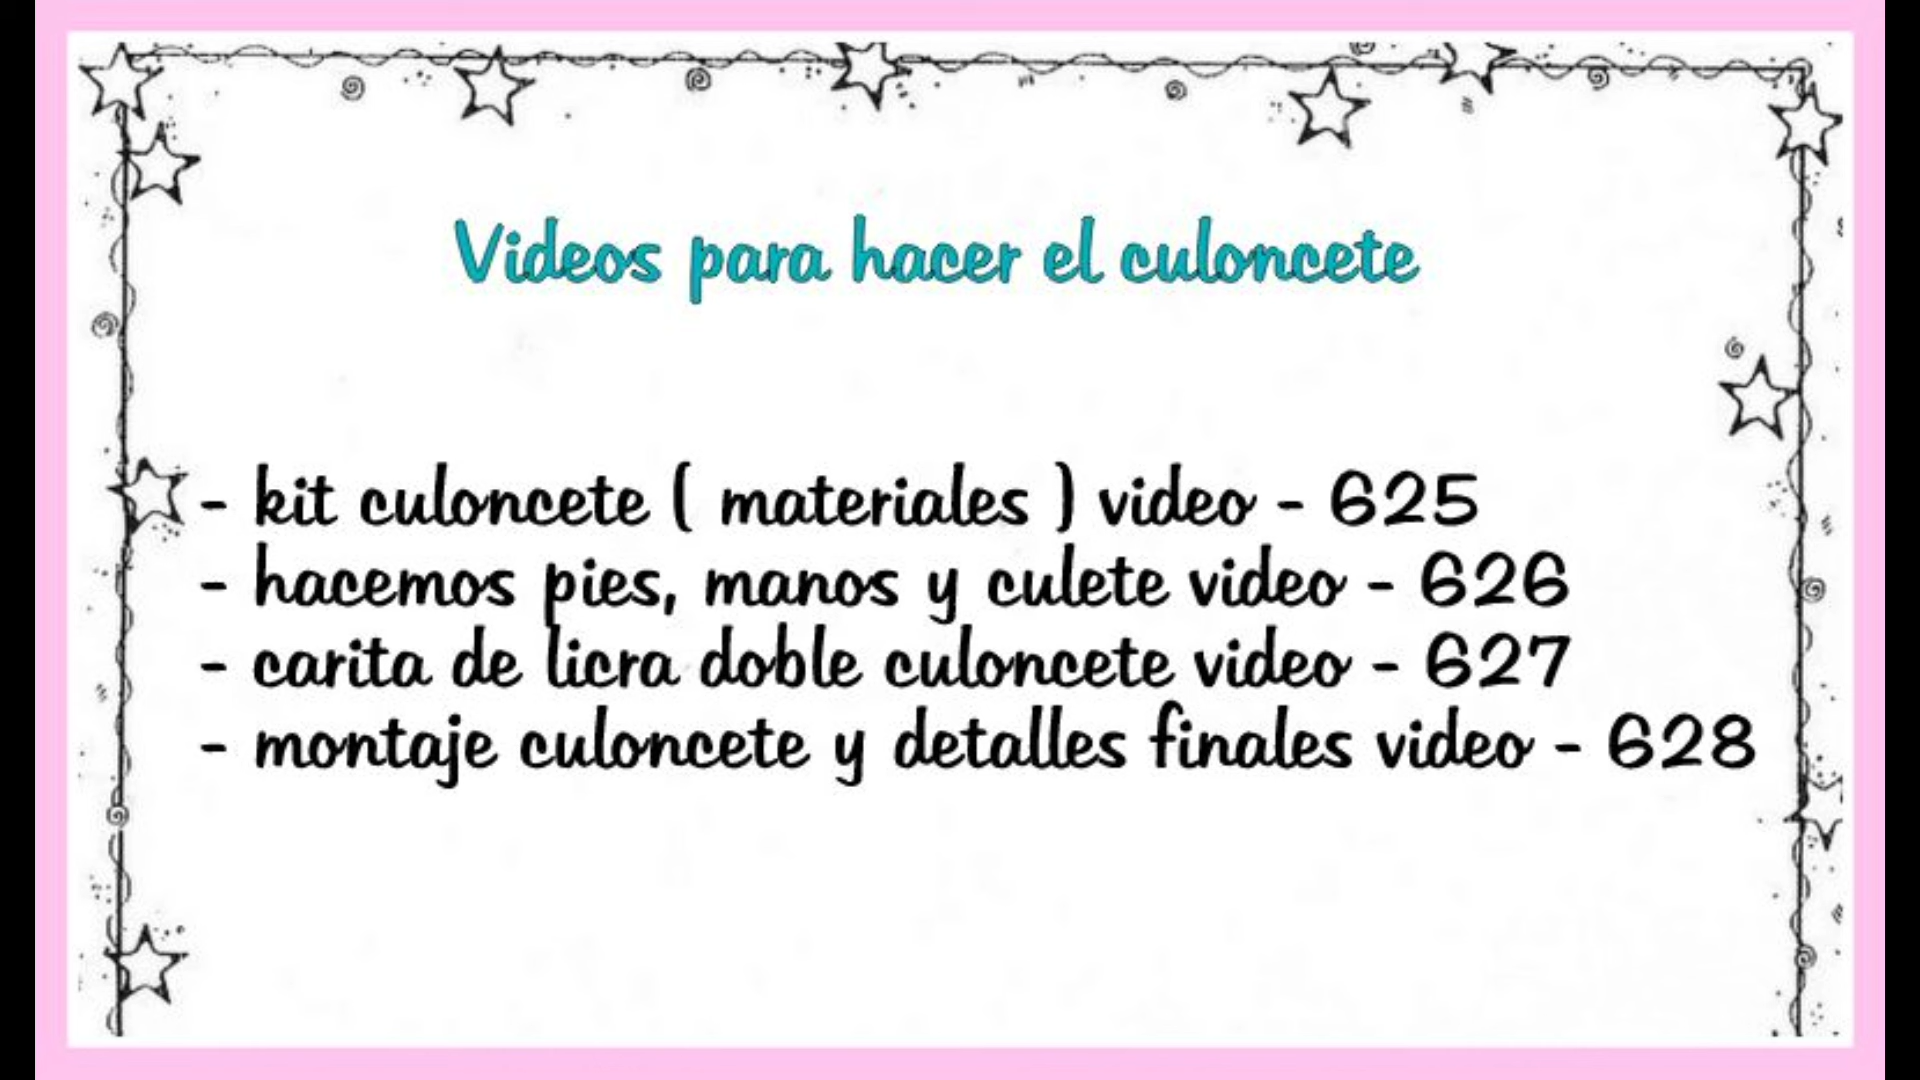 Videos para hacer el culoncete
- kit culoncete ( materiales ) video - 625
- hacemos pies, manos y culete video - 626
- carita de licra doble culoncete video - 627
- montaje culoncete y detalles finales video - 628